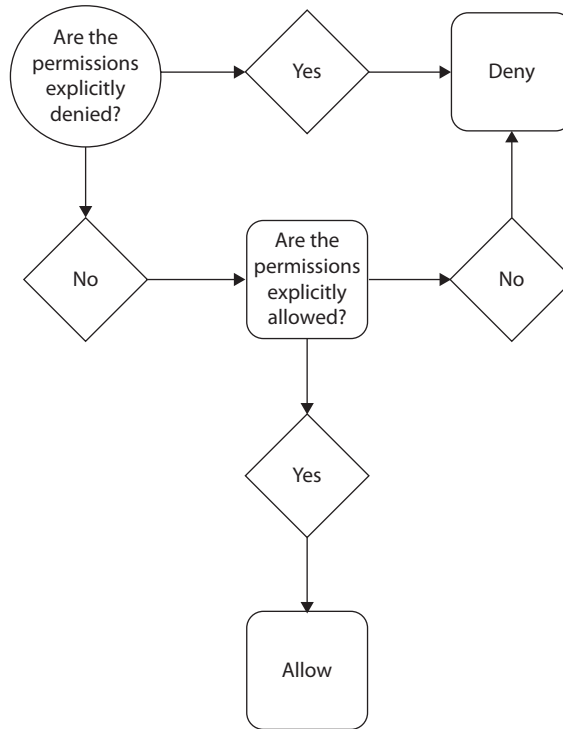 Are the
permissions
explicitly
denied?
Yes
Deny
No
Are the
permissions
explicitly
allowed?
No
Yes
Allow